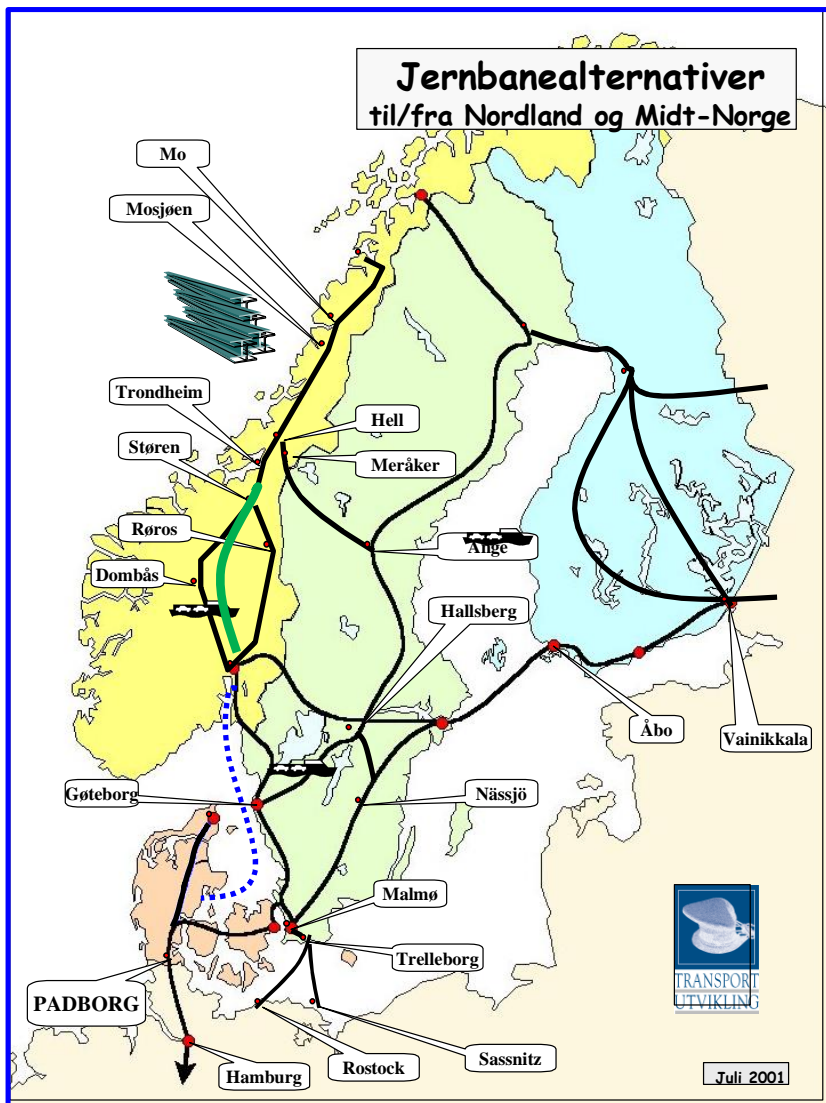 Jernbanealternativer
til/fra Nordland og Midt-Norge
Mo
Mosjøen
Trondheim
Hell
Støren
Meråker
Røros
Ånge
Dombås
Hallsberg
Åbo
Vainikkala
Gøteborg
Nässjö
Malmø
Trelleborg
PADBORG
TRANSPORT
UTVIKLING
Sassnitz
Rostock
Hamburg
Juli 2001